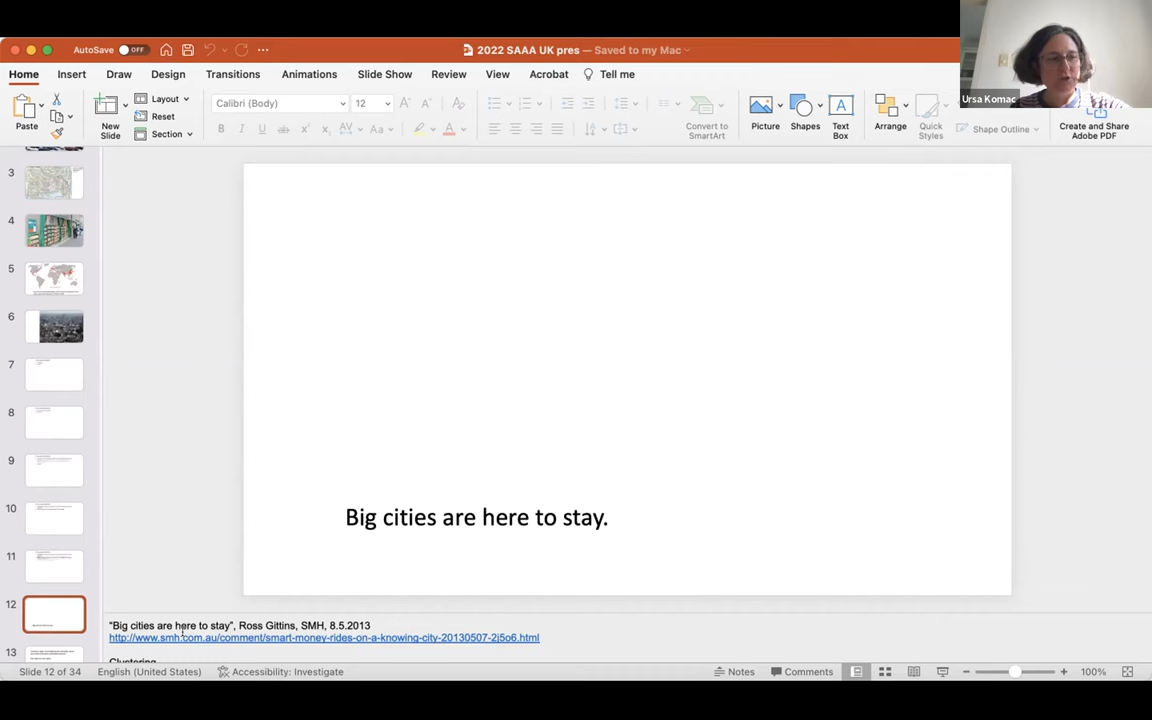 AutoSave OFF
2022 SAAA UK pres — Saved to my Mac
Ursa Komac
Home Insert Draw Design Transitions Animations Slide Show Review View Acrobat Tell me
Paste
New Slide
Layout
Reset
Section
Calibri (Body) 12
Convert to SmartArt
Picture
Shapes
Text Box
Arrange
Quick Styles
Shape Outline
Create and Share Adobe PDF
3
4
5
6
7
8
9
10
11
12
13
Big cities are here to stay.
“Big cities are here to stay”, Ross Gittins, SMH, 8.5.2013
http://www.smh.com.au/comment/smart-money-rides-on-a-knowing-city-20130507-2j5o6.html
Clustering
Slide 12 of 34 English (United States) Accessibility: Investigate Notes Comments 100%